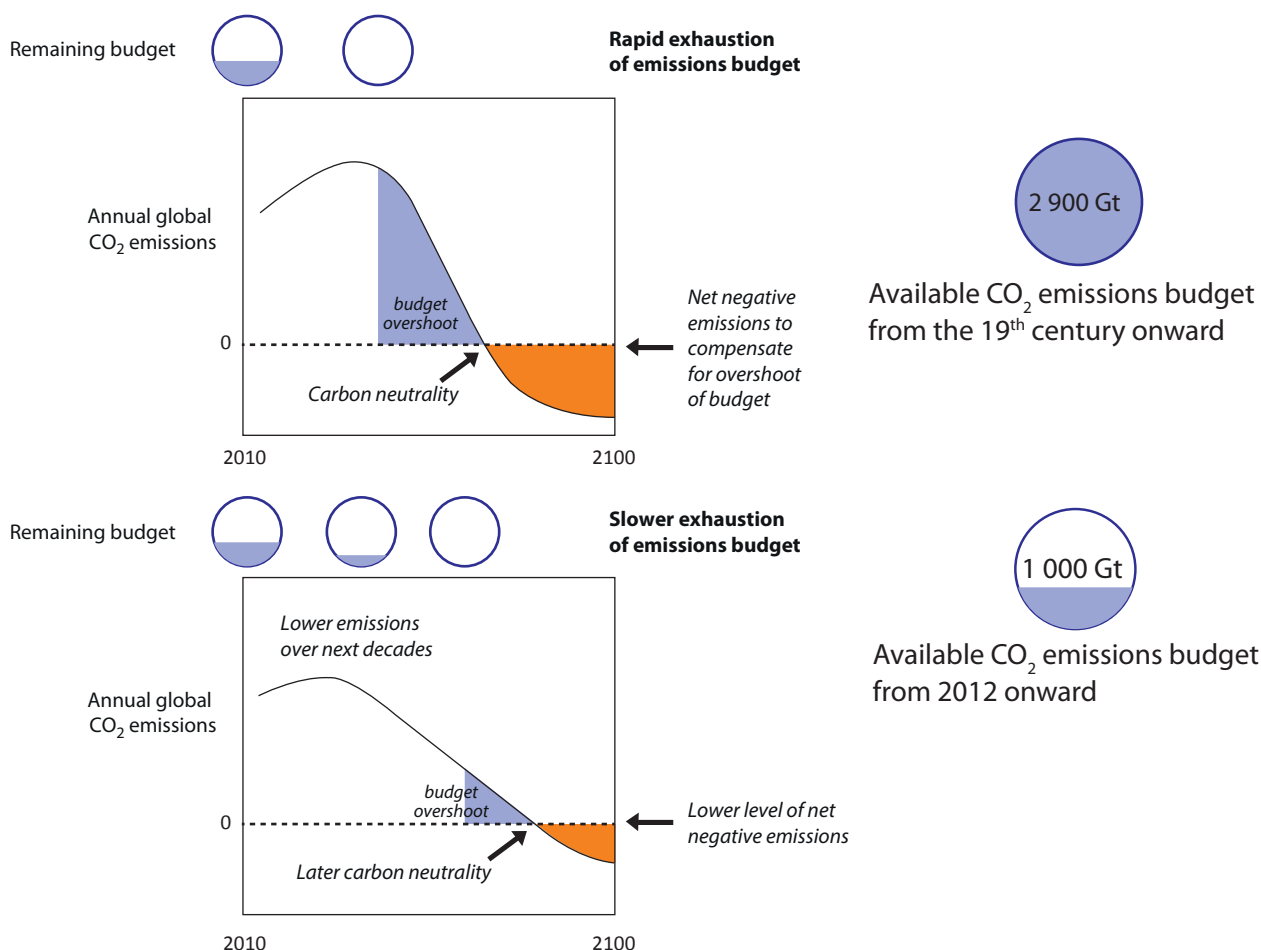 Remaining budget
Rapid exhaustion
of emissions budget
Annual global
CO₂ emissions
budget
overshoot
0
Carbon neutrality
Net negative
emissions to
compensate
for overshoot
of budget
2010
2100
2 900 Gt
Available CO₂ emissions budget
from the 19th century onward
Remaining budget
Slower exhaustion
of emissions budget
Lower emissions
over next decades
Annual global
CO₂ emissions
budget
overshoot
0
Later carbon neutrality
Lower level of net
negative emissions
2010
2100
1 000 Gt
Available CO₂ emissions budget
from 2012 onward